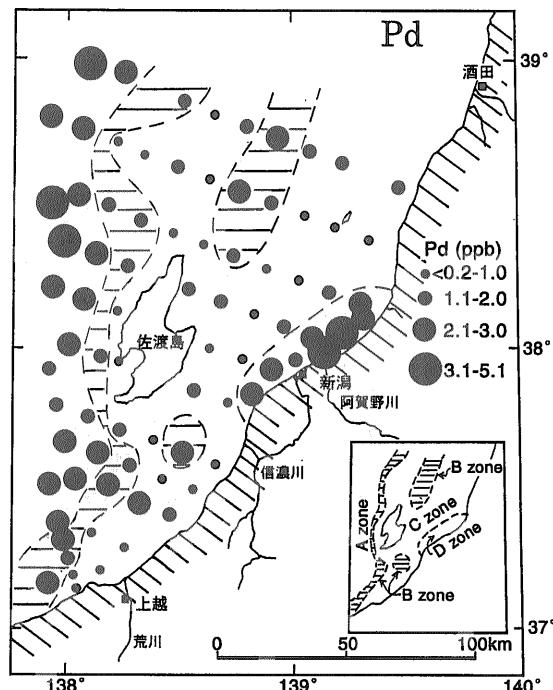 Pd
39°
酒田
Pd (ppb)
<0.2-1.0
1.1-2.0
2.1-3.0
3.1-5.1
佐渡島
38°
新潟
阿賀野川
信濃川
B zone
A zone
C zone
D zone
B zone
上越
荒川
0
50
100km
37°
138°
139°
140°